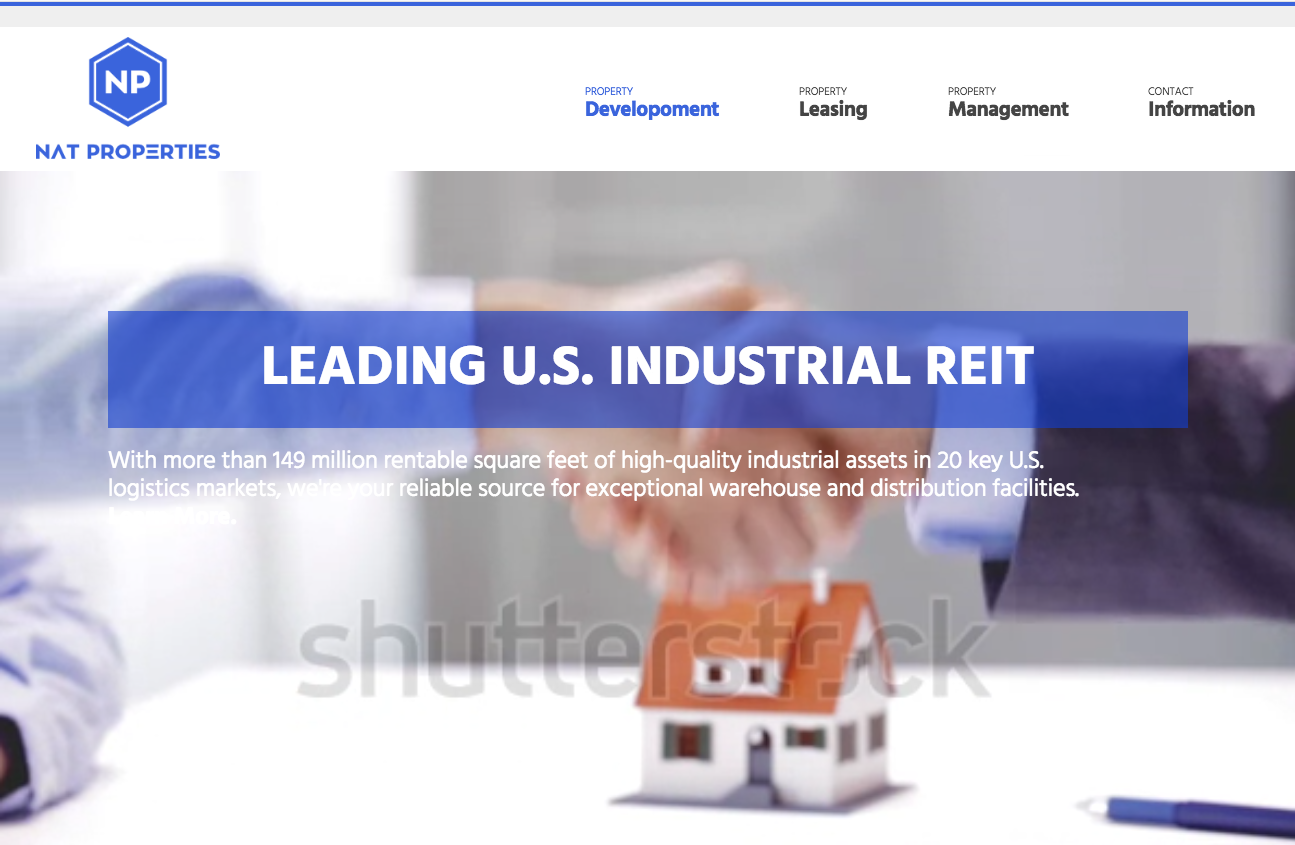 NP
NAT PROPERTIES
PROPERTY
Developoment
PROPERTY
Leasing
PROPERTY
Management
CONTACT
Information
LEADING U.S. INDUSTRIAL REIT
With more than 149 million rentable square feet of high-quality industrial assets in 20 key U.S.
logistics markets, we're your reliable source for exceptional warehouse and distribution facilities.
shutterstock